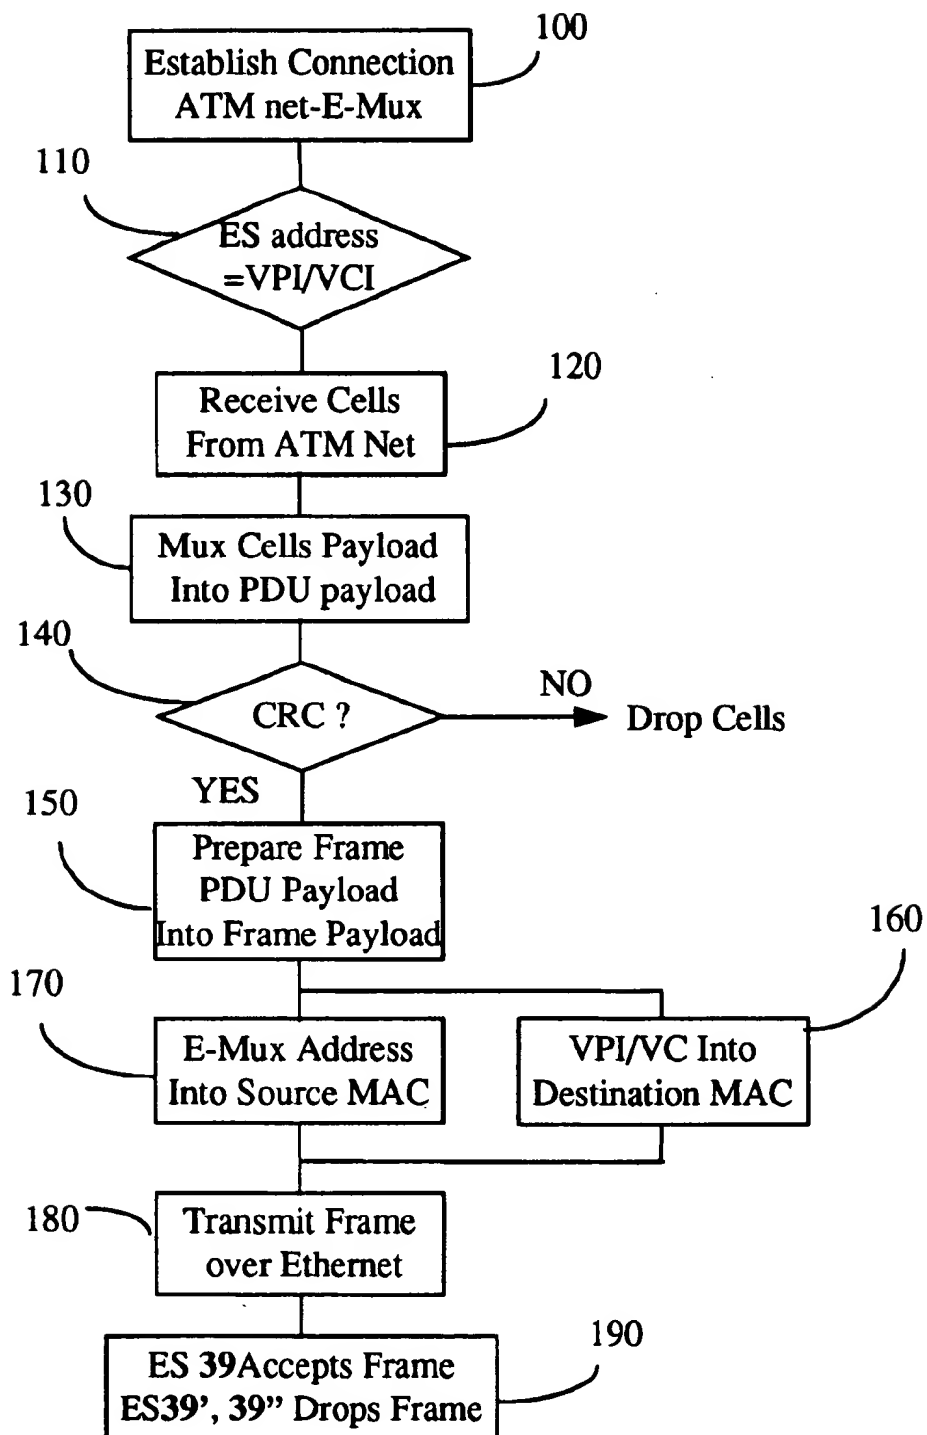 100
Establish Connection
ATM net-E-Mux
110
ES address
=VPI/VCI
120
Receive Cells
From ATM Net
130
Mux Cells Payload
Into PDU payload
140
CRC ?
NO
Drop Cells
YES
150
Prepare Frame
PDU Payload
Into Frame Payload
160
170
E-Mux Address
Into Source MAC
VPI/VC Into
Destination MAC
180
Transmit Frame
over Ethernet
190
ES 39Accepts Frame
ES39', 39" Drops Frame